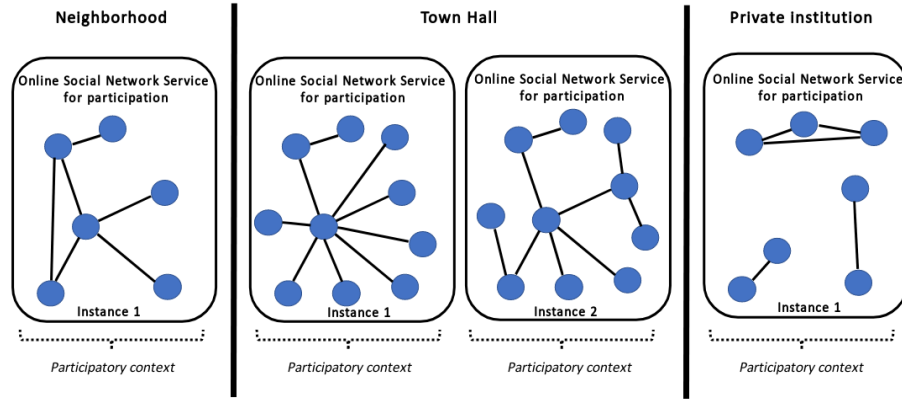 Neighborhood
Town Hall
Private institution
Online Social Network Service
for participation
Online Social Network Service
for participation
Online Social Network Service
for participation
Online Social Network Service
for participation
Instance 1
Instance 1
Instance 2
Instance 1
Participatory context
Participatory context
Participatory context
Participatory context